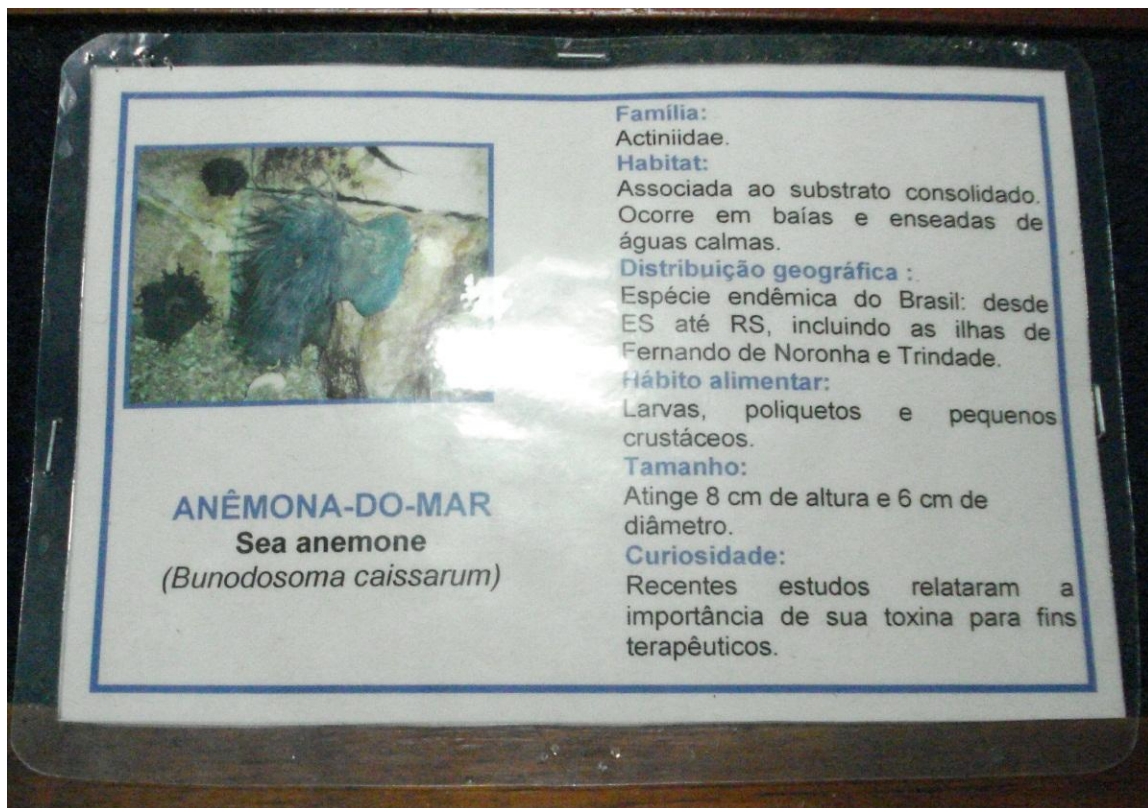 ANÊMONA-DO-MAR
Sea anemone
(Bunodosoma caissarum)
Família:
Actiniidae.
Habitat:
Associada ao substrato consolidado.
Ocorre em baías e enseadas de
águas calmas.
Distribuição geográfica :
Espécie endêmica do Brasil: desde
ES até RS, incluindo as ilhas de
Fernando de Noronha e Trindade.
Hábito alimentar:
Larvas, poliquetos e pequenos
crustáceos.
Tamanho:
Atinge 8 cm de altura e 6 cm de
diâmetro.
Curiosidade:
Recentes estudos relataram a
importância de sua toxina para fins
terapêuticos.